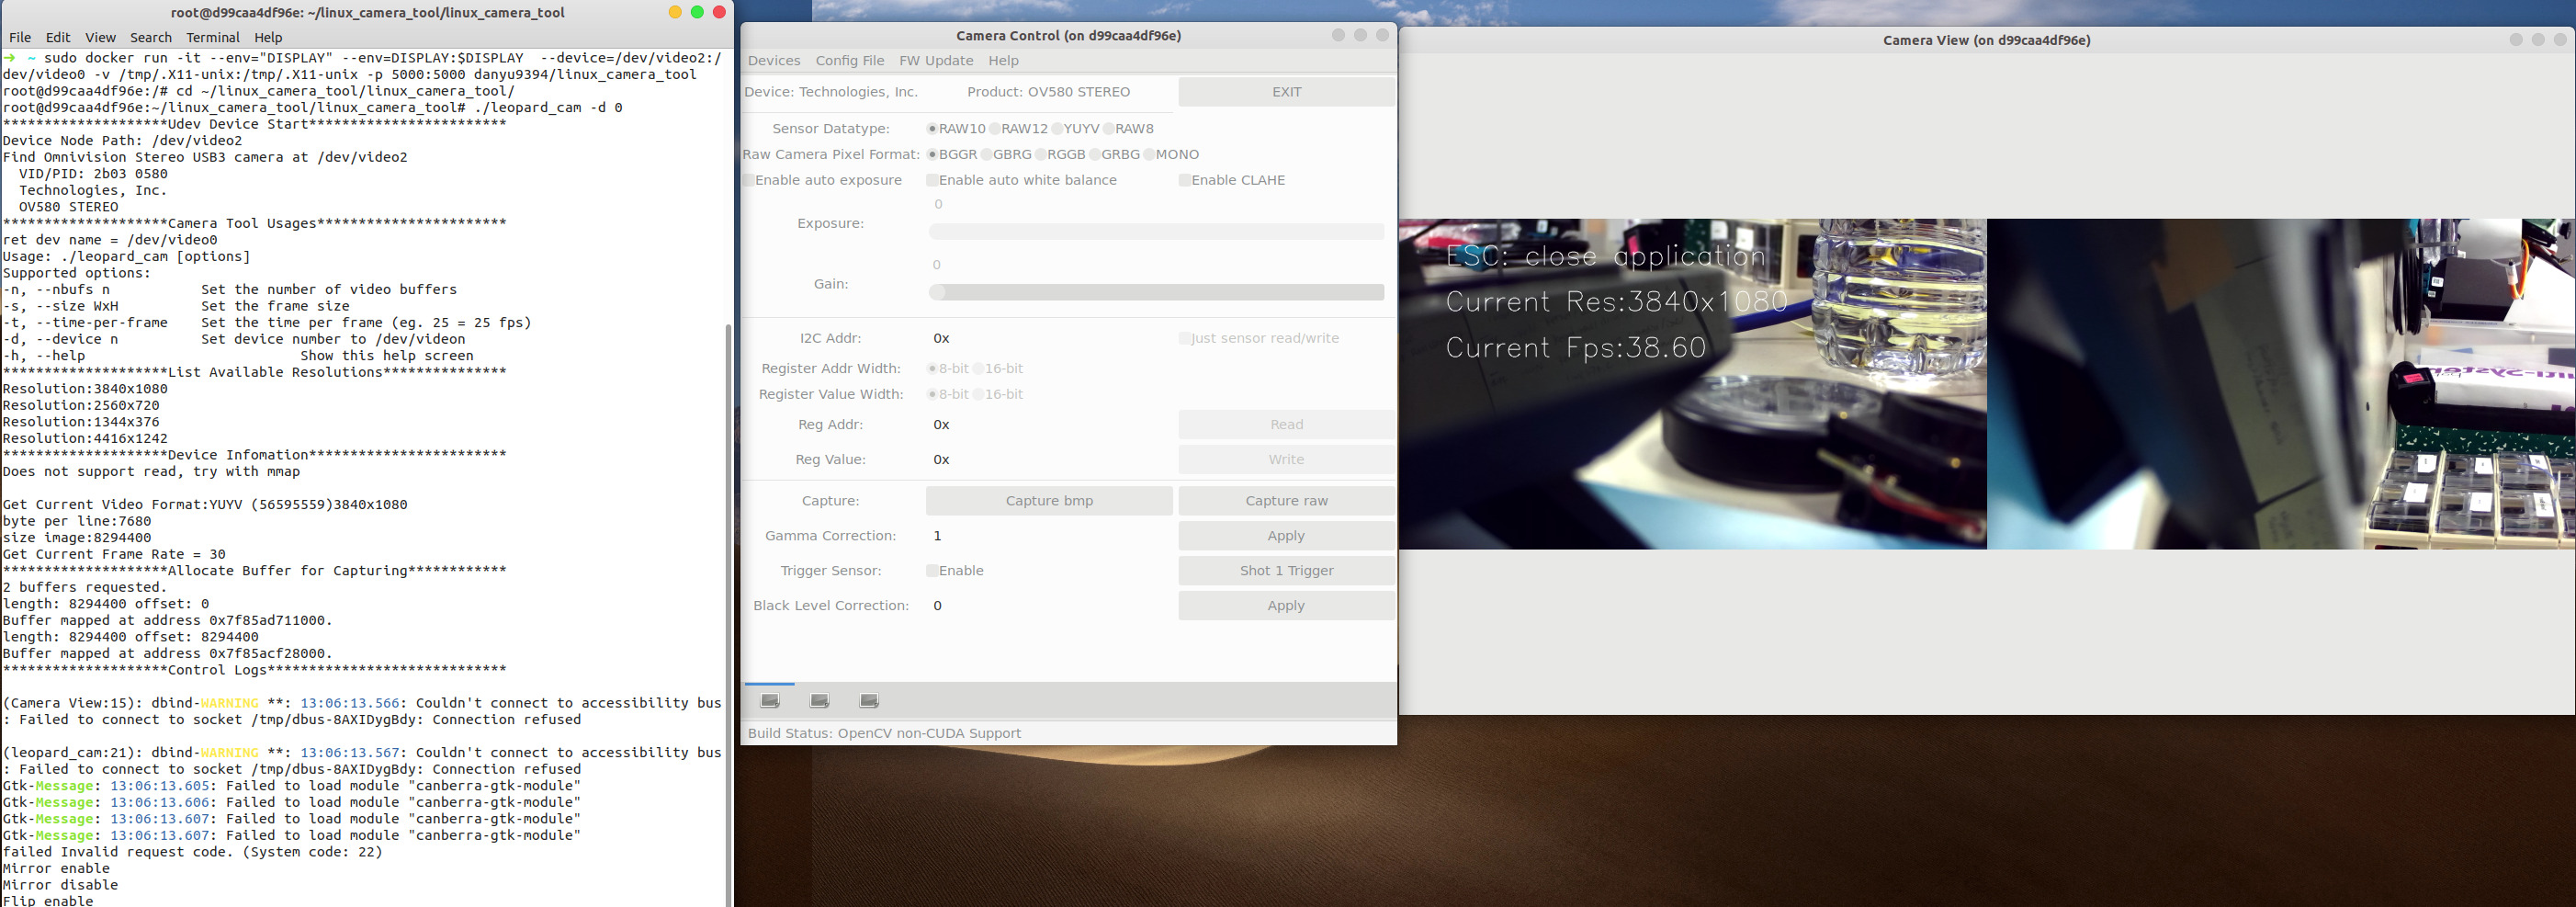 root@d99caa4df96e: ~/linux_camera_tool/linux_camera_tool
File Edit View Search Terminal Help
➜ ~ sudo docker run -it --env="DISPLAY" --env=DISPLAY:$DISPLAY --device=/dev/video2:/
dev/video0 -v /tmp/.X11-unix:/tmp/.X11-unix -p 5000:5000 danyu9394/linux_camera_tool
root@d99caa4df96e:/# cd ~/linux_camera_tool/linux_camera_tool/
root@d99caa4df96e:~/linux_camera_tool/linux_camera_tool# ./leopard_cam -d 0
********************Udev Device Start************************
Device Node Path: /dev/video2
Find Omnivision Stereo USB3 camera at /dev/video2
VID/PID: 2b03 0580
Technologies, Inc.
OV580 STEREO
********************Camera Tool Usages***********************
ret dev name = /dev/video0
Usage: ./leopard_cam [options]
Supported options:
-n, --nbufs n Set the number of video buffers
-s, --size WxH Set the frame size
-t, --time-per-frame Set the time per frame (eg. 25 = 25 fps)
-d, --device n Set device number to /dev/videon
-h, --help Show this help screen
********************List Available Resolutions***************
Resolution:3840x1080
Resolution:2560x720
Resolution:1344x376
Resolution:4416x1242
********************Device Infomation************************
Does not support read, try with mmap
Get Current Video Format:YUYV (56595559)3840x1080
byte per line:7680
size image:8294400
Get Current Frame Rate = 30
********************Allocate Buffer for Capturing************
2 buffers requested.
length: 8294400 offset: 0
Buffer mapped at address 0x7f85ad711000.
length: 8294400 offset: 8294400
Buffer mapped at address 0x7f85acf28000.
********************Control Logs*****************************
(Camera View:15): dbind-WARNING **: 13:06:13.566: Couldn't connect to accessibility bus
: Failed to connect to socket /tmp/dbus-8AXIDygBdy: Connection refused
(leopard_cam:21): dbind-WARNING **: 13:06:13.567: Couldn't connect to accessibility bus
: Failed to connect to socket /tmp/dbus-8AXIDygBdy: Connection refused
Gtk-Message: 13:06:13.605: Failed to load module "canberra-gtk-module"
Gtk-Message: 13:06:13.606: Failed to load module "canberra-gtk-module"
Gtk-Message: 13:06:13.607: Failed to load module "canberra-gtk-module"
Gtk-Message: 13:06:13.607: Failed to load module "canberra-gtk-module"
failed Invalid request code. (System code: 22)
Mirror enable
Mirror disable
Flip enable
Camera Control (on d99caa4df96e)
Devices Config File FW Update Help
Device: Technologies, Inc. Product: OV580 STEREO EXIT
Sensor Datatype: RAW10 RAW12 YUYV RAW8
Raw Camera Pixel Format: BGGR GBRG RGGB GRBG MONO
Enable auto exposure Enable auto white balance Enable CLAHE
0
Exposure:
0
Gain:
I2C Addr: 0x Just sensor read/write
Register Addr Width: 8-bit 16-bit
Register Value Width: 8-bit 16-bit
Reg Addr: 0x Read
Reg Value: 0x Write
Capture: Capture bmp Capture raw
Gamma Correction: 1 Apply
Trigger Sensor: Enable Shot 1 Trigger
Black Level Correction: 0 Apply
Build Status: OpenCV non-CUDA Support
Camera View (on d99caa4df96e)
ESC: close application
Current Res:3840x1080
Current Fps:38.60